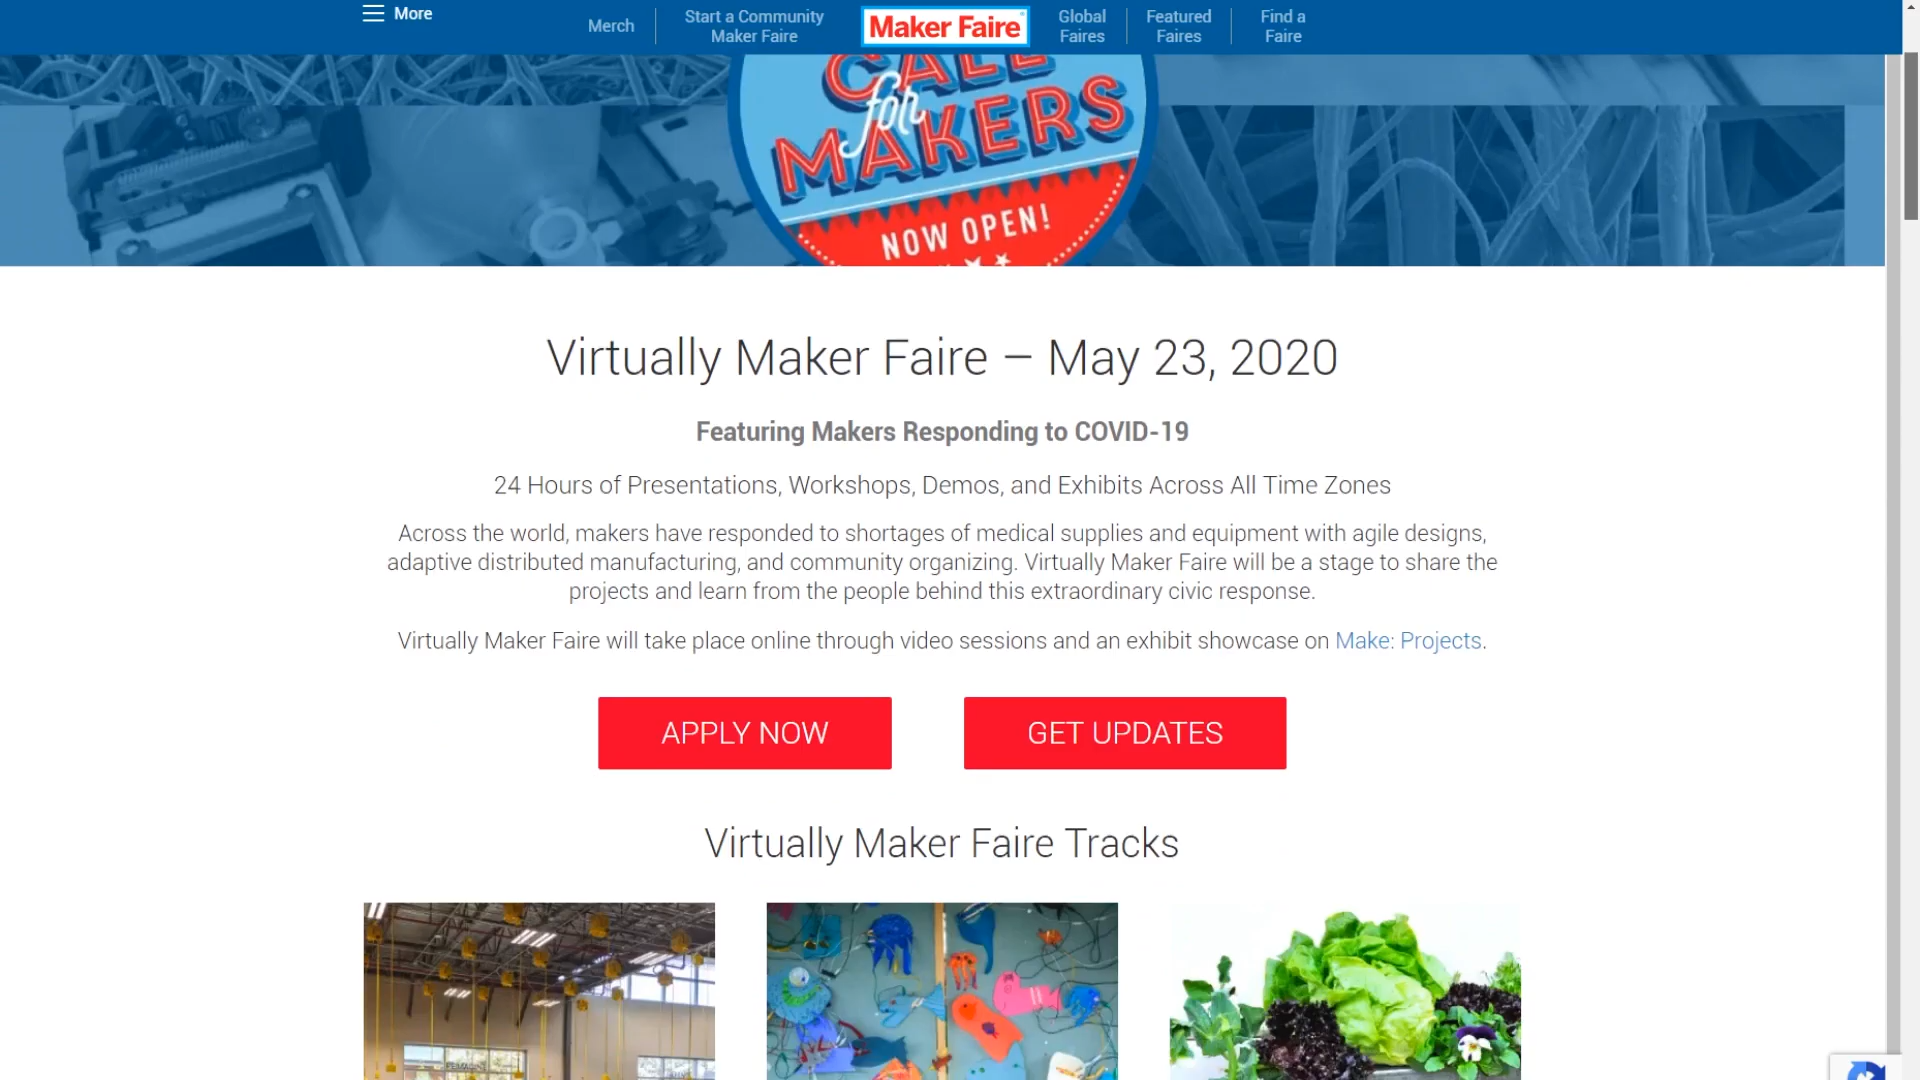 More
Merch
Start a Community
Maker Faire
Maker Faire
Global
Faires
Featured
Faires
Find a
Faire
CALL
for
MAKERS
NOW OPEN!
Virtually Maker Faire – May 23, 2020
Featuring Makers Responding to COVID-19
24 Hours of Presentations, Workshops, Demos, and Exhibits Across All Time Zones
Across the world, makers have responded to shortages of medical supplies and equipment with agile designs,
adaptive distributed manufacturing, and community organizing. Virtually Maker Faire will be a stage to share the
projects and learn from the people behind this extraordinary civic response.
Virtually Maker Faire will take place online through video sessions and an exhibit showcase on Make: Projects.
APPLY NOW
GET UPDATES
Virtually Maker Faire Tracks